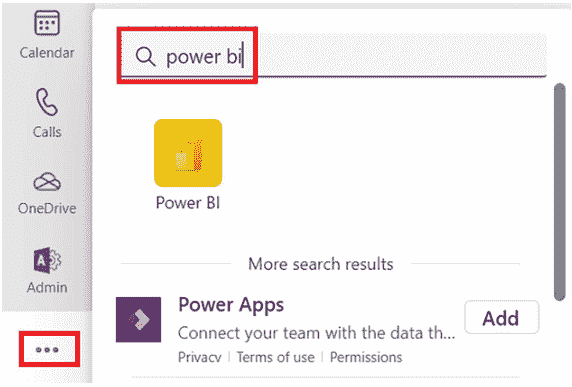 Calendar
Calls
OneDrive
Admin
power bi
Power BI
More search results
Power Apps
Connect your team with the data th...
Add
Privacy | Terms of use | Permissions